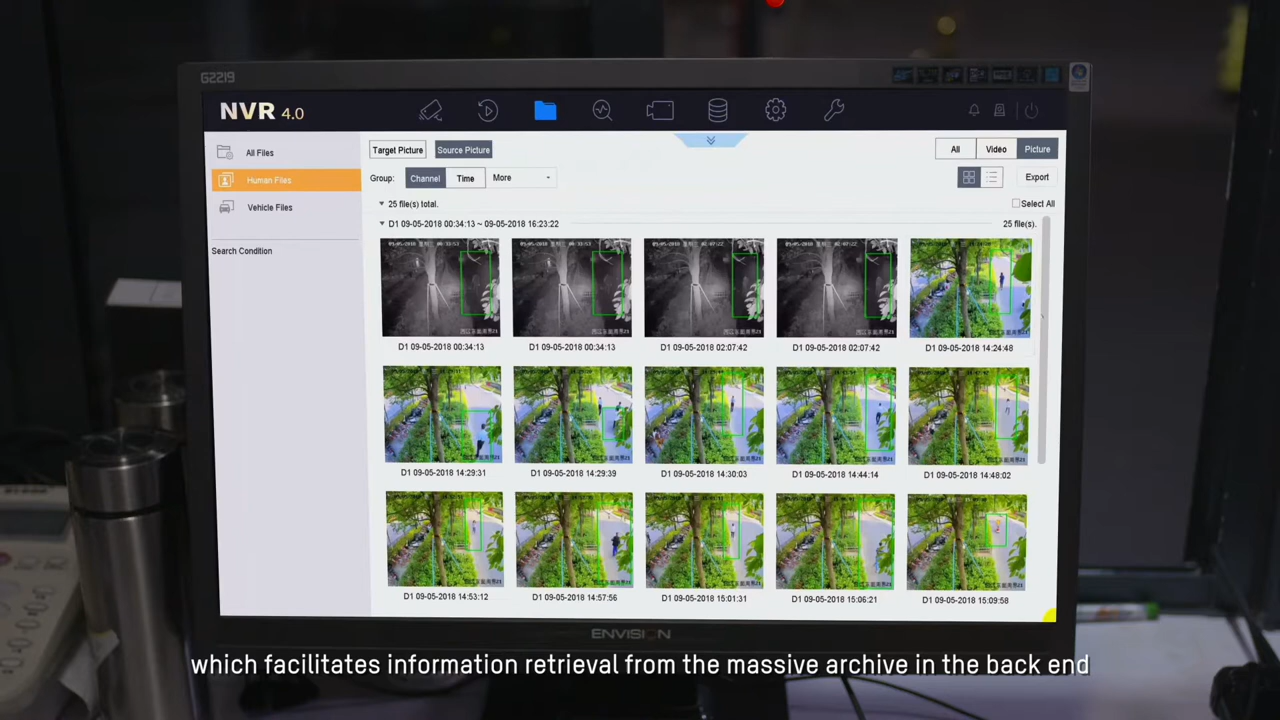 G2219
NVR 4.0
All Files
Human Files
Vehicle Files
Search Condition
Target Picture
Source Picture
All
Video
Picture
Group:
Channel
Time
More
Export
25 file(s) total.
Select All
D1 09-05-2018 00:34:13 ~ 09-05-2018 16:23:22
25 file(s).
D1 09-05-2018 00:34:13
D1 09-05-2018 00:34:13
D1 09-05-2018 02:07:42
D1 09-05-2018 02:07:42
D1 09-05-2018 14:24:48
D1 09-05-2018 14:29:31
D1 09-05-2018 14:29:39
D1 09-05-2018 14:30:03
D1 09-05-2018 14:44:14
D1 09-05-2018 14:48:02
D1 09-05-2018 14:53:12
D1 09-05-2018 14:57:56
D1 09-05-2018 15:01:31
D1 09-05-2018 15:06:21
D1 09-05-2018 15:09:58
ENVISION
which facilitates information retrieval from the massive archive in the back end